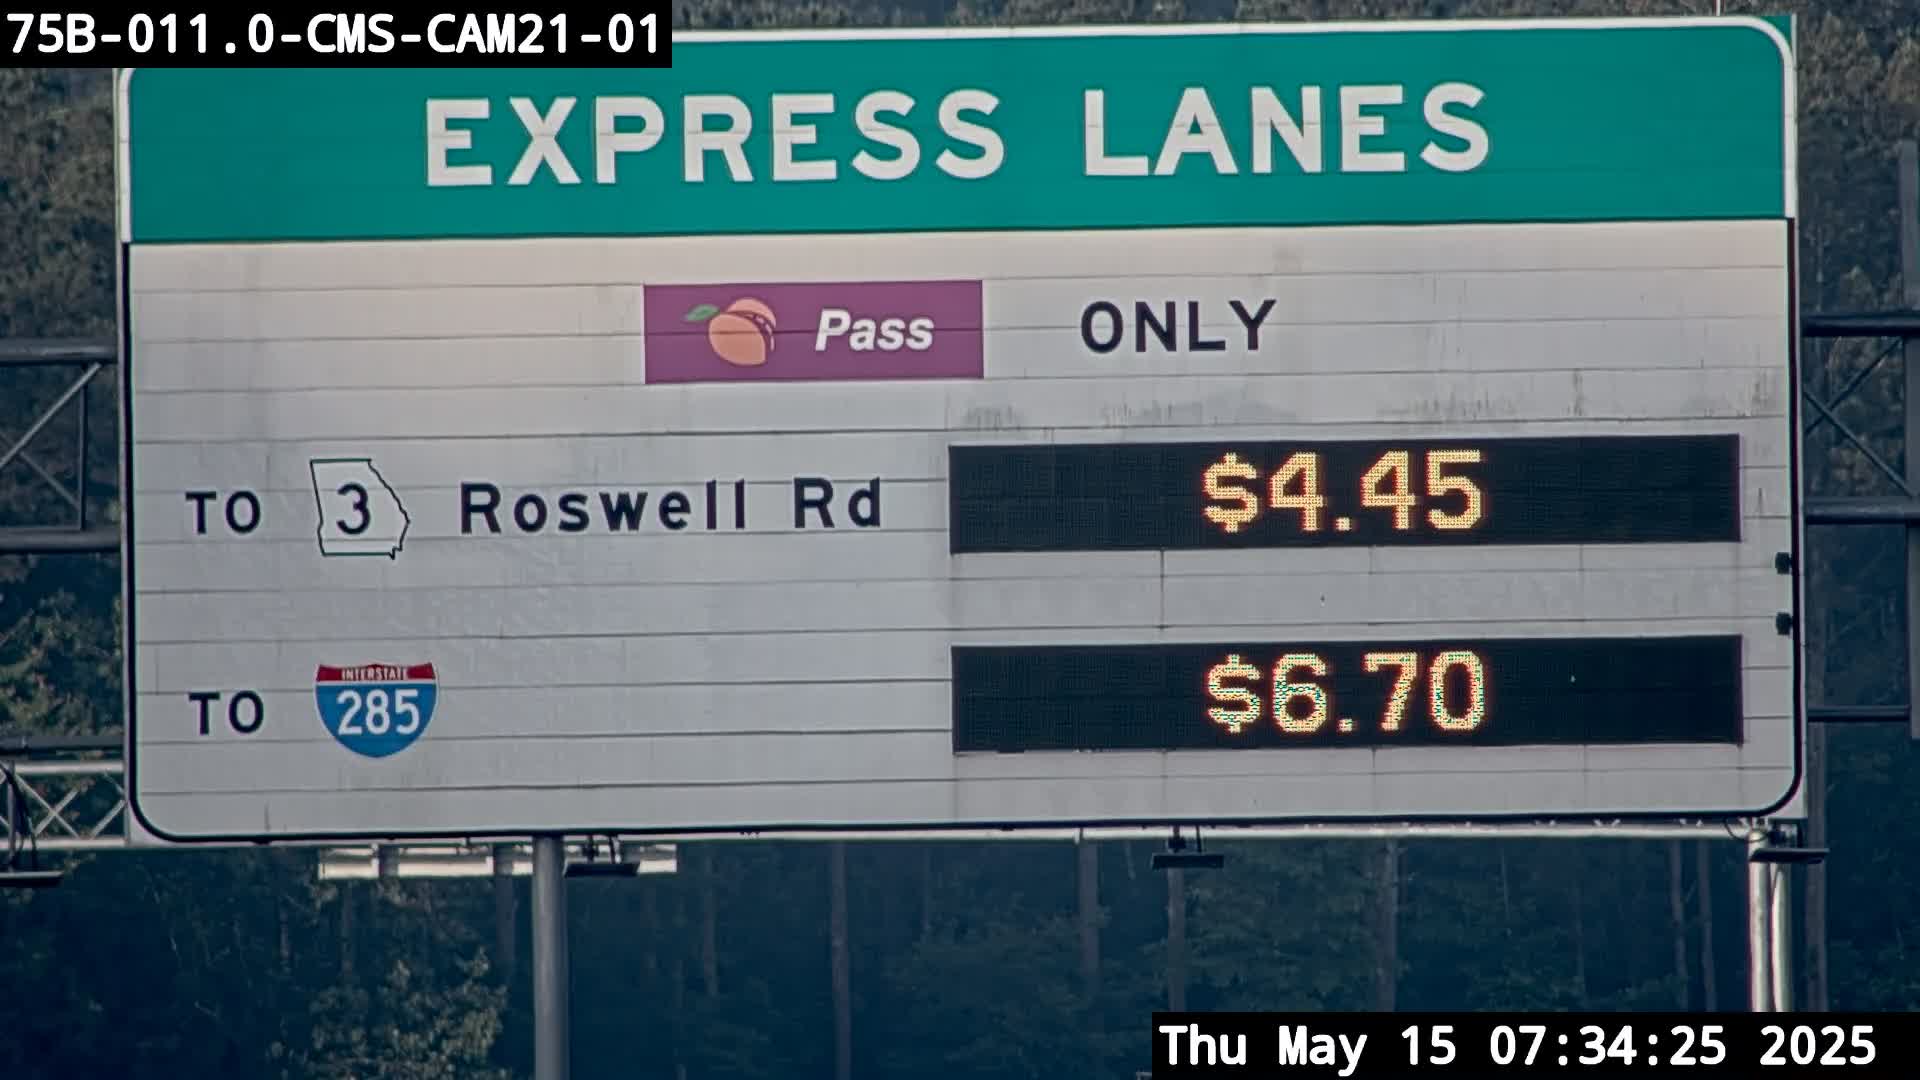 75B-011.0-CMS-CAM21-01
EXPRESS LANES
Pass ONLY
TO 3 Roswell Rd $4.45
INTERSTATE
TO 285 $6.70
Thu May 15 07:34:25 2025